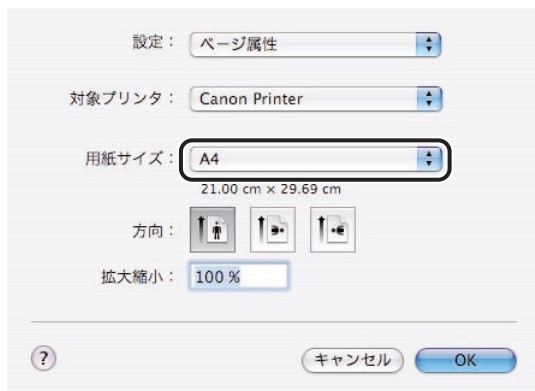 設定： ページ属性
対象プリンタ： Canon Printer
用紙サイズ： A4
21.00 cm × 29.69 cm
方向：
拡大縮小： 100 %
? キャンセル OK